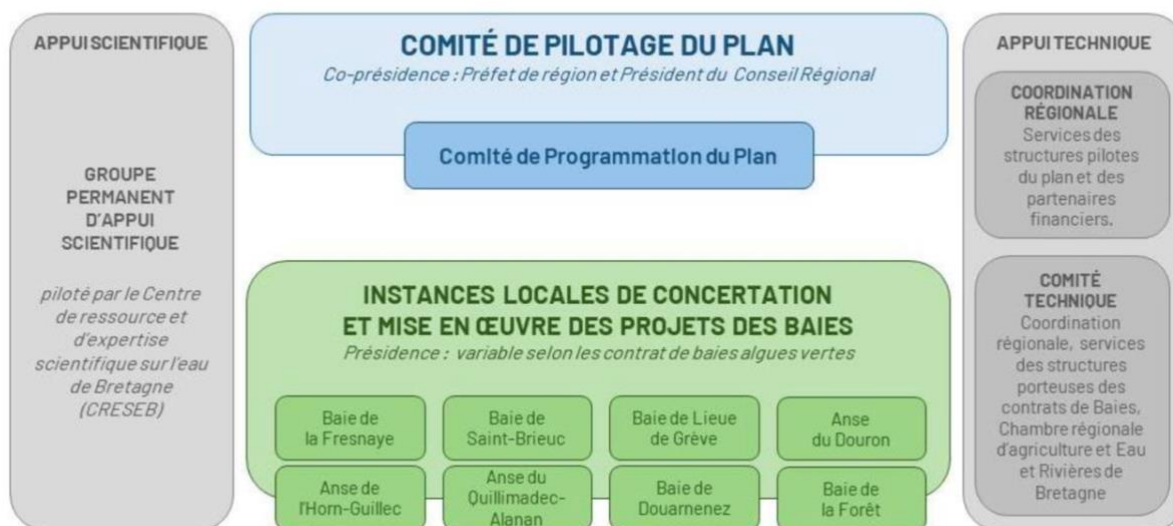 APPUI SCIENTIFIQUE
GROUPE
PERMANENT
D'APPUI
SCIENTIFIQUE
piloté par le Centre
de ressource et
d'expertise
scientifique sur l'eau
de Bretagne
(CRESEB)
COMITÉ DE PILOTAGE DU PLAN
Co-présidence : Préfet de région et Président du Conseil Régional
Comité de Programmation du Plan
INSTANCES LOCALES DE CONCERTATION
ET MISE EN ŒUVRE DES PROJETS DES BAIES
Présidence : variable selon les contrat de baies algues vertes
Baie de
la Fresnaye
Baie de
Saint-Brieuc
Baie de Lieue
de Grève
Anse
du Douron
Anse de
l'Horn-Guillec
Anse du
Quillimadec-
Alanan
Baie de
Douarnenez
Baie de
la Forêt
APPUI TECHNIQUE
COORDINATION
RÉGIONALE
Services des
structures pilotes
du plan et des
partenaires
financiers.
COMITÉ
TECHNIQUE
Coordination
régionale, services
des structures
porteuses des
contrats de Baies,
Chambre régionale
d'agriculture et Eau
et Rivières de
Bretagne